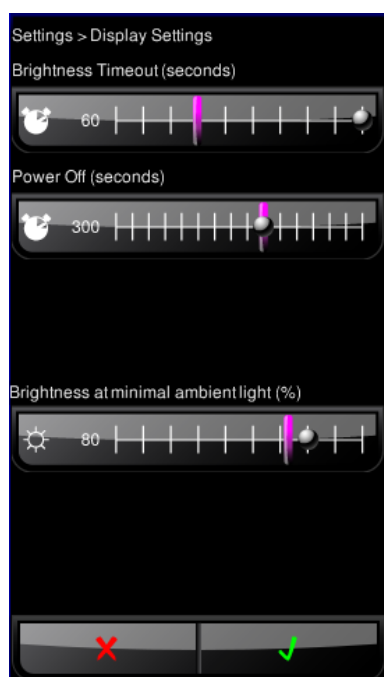 Settings > Display Settings
Brightness Timeout (seconds)
60
Power Off (seconds)
300
Brightness at minimal ambient light (%)
80